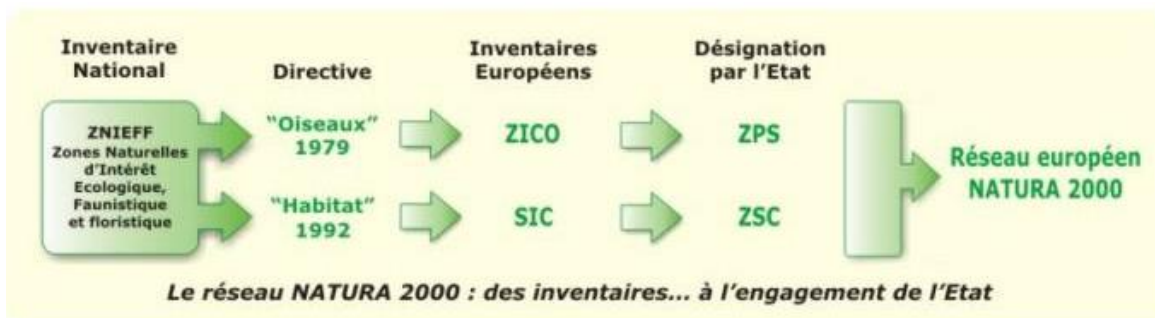 Inventaire
National
Directive
Inventaires
Européens
Désignation
par l'Etat
ZNIEFF
Zones Naturelles
d'Intérêt
Ecologique,
Faunistique
et floristique
"Oiseaux"
1979
ZICO
ZPS
"Habitat"
1992
SIC
ZSC
Réseau européen
NATURA 2000
Le réseau NATURA 2000 : des inventaires... à l'engagement de l'Etat